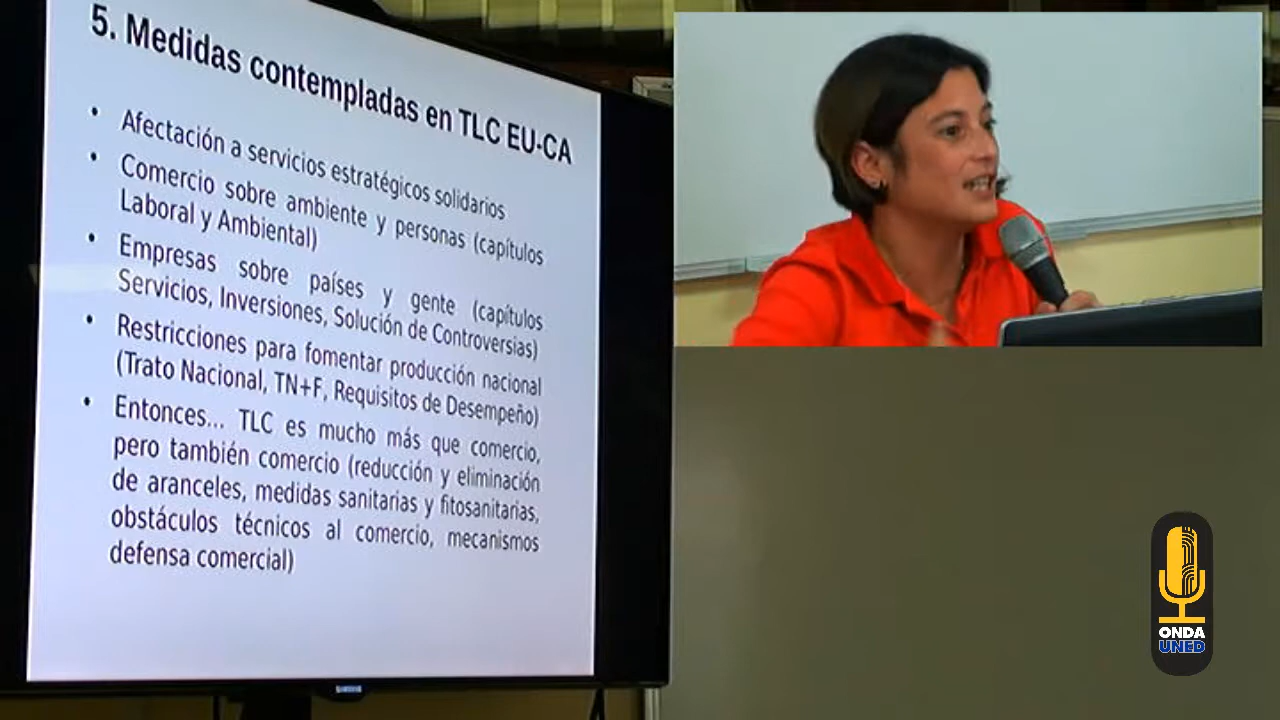 5. Medidas contempladas en TLC EU-CA
• Afectación a servicios estratégicos solidarios
• Comercio sobre ambiente y personas (capítulos
Laboral y Ambiental)
• Empresas sobre países y gente (capítulos
Servicios, Inversiones, Solución de Controversias)
• Restricciones para fomentar producción nacional
(Trato Nacional, TN+F, Requisitos de Desempeño)
• Entonces... TLC es mucho más que comercio,
pero también comercio (reducción y eliminación
de aranceles, medidas sanitarias y fitosanitarias,
obstáculos técnicos al comercio, mecanismos
defensa comercial)
ONDA
UNED